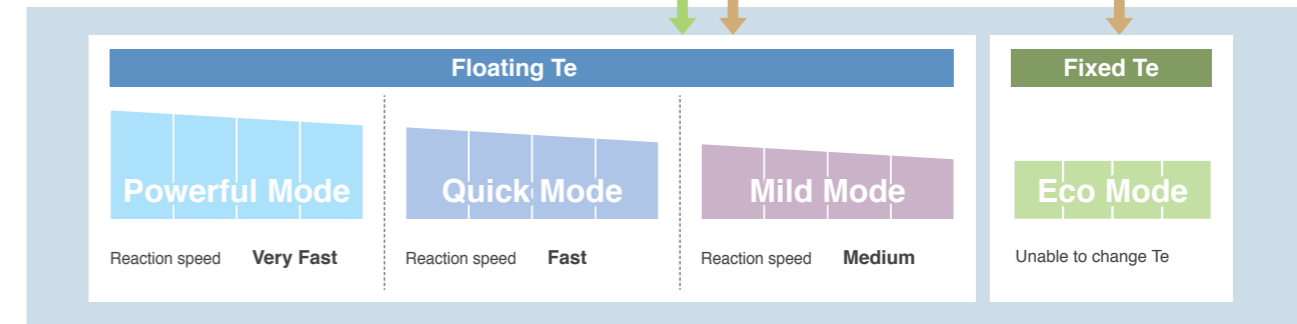 Floating Te
Fixed Te
Powerful Mode
Quick Mode
Mild Mode
Eco Mode
Reaction speed Very Fast
Reaction speed Fast
Reaction speed Medium
Unable to change Te